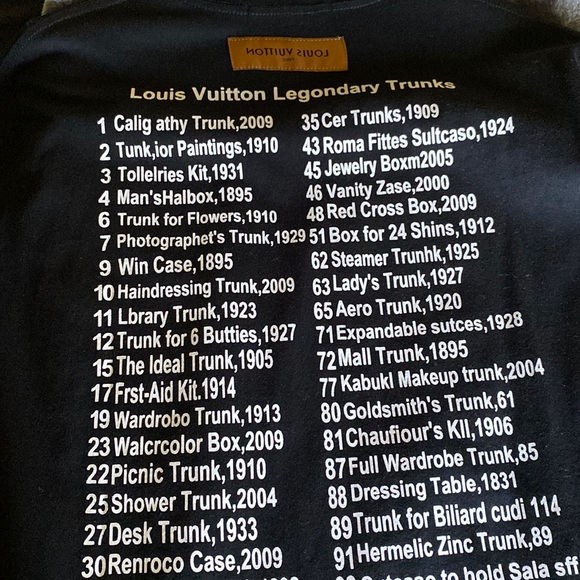 LOUIS VUITTON
Louis Vuitton Legondary Trunks
1 Calig athy Trunk,2009
2 Tunk,ior Paintings,1910
3 Tollelries Kit,1931
4 Man'sHalbox,1895
6 Trunk for Flowers,1910
7 Photographet's Trunk,1929
9 Win Case,1895
10 Haindressing Trunk,2009
11 Lbrary Trunk,1923
12 Trunk for 6 Butties,1927
15 The Ideal Trunk,1905
17 Frst-Aid Kit.1914
19 Wardrobo Trunk,1913
23 Walcrcolor Box,2009
22 Picnic Trunk,1910
25 Shower Trunk,2004
27 Desk Trunk,1933
30 Renroco Case,2009
35 Cer Trunks,1909
43 Roma Fittes Sultcaso,1924
45 Jewelry Boxm2005
46 Vanity Zase,2000
48 Red Cross Box,2009
51 Box for 24 Shins,1912
62 Steamer Trunhk,1925
63 Lady's Trunk,1927
65 Aero Trunk,1920
71 Expandable sutces,1928
72 Mall Trunk,1895
77 Kabukl Makeup trunk,2004
80 Goldsmith's Trunk,61
81 Chaufiour's KIl,1906
87 Full Wardrobe Trunk,85
88 Dressing Table,1831
89 Trunk for Biliard cudi 114
91 Hermelic Zinc Trunk,89
to hold Sala sff